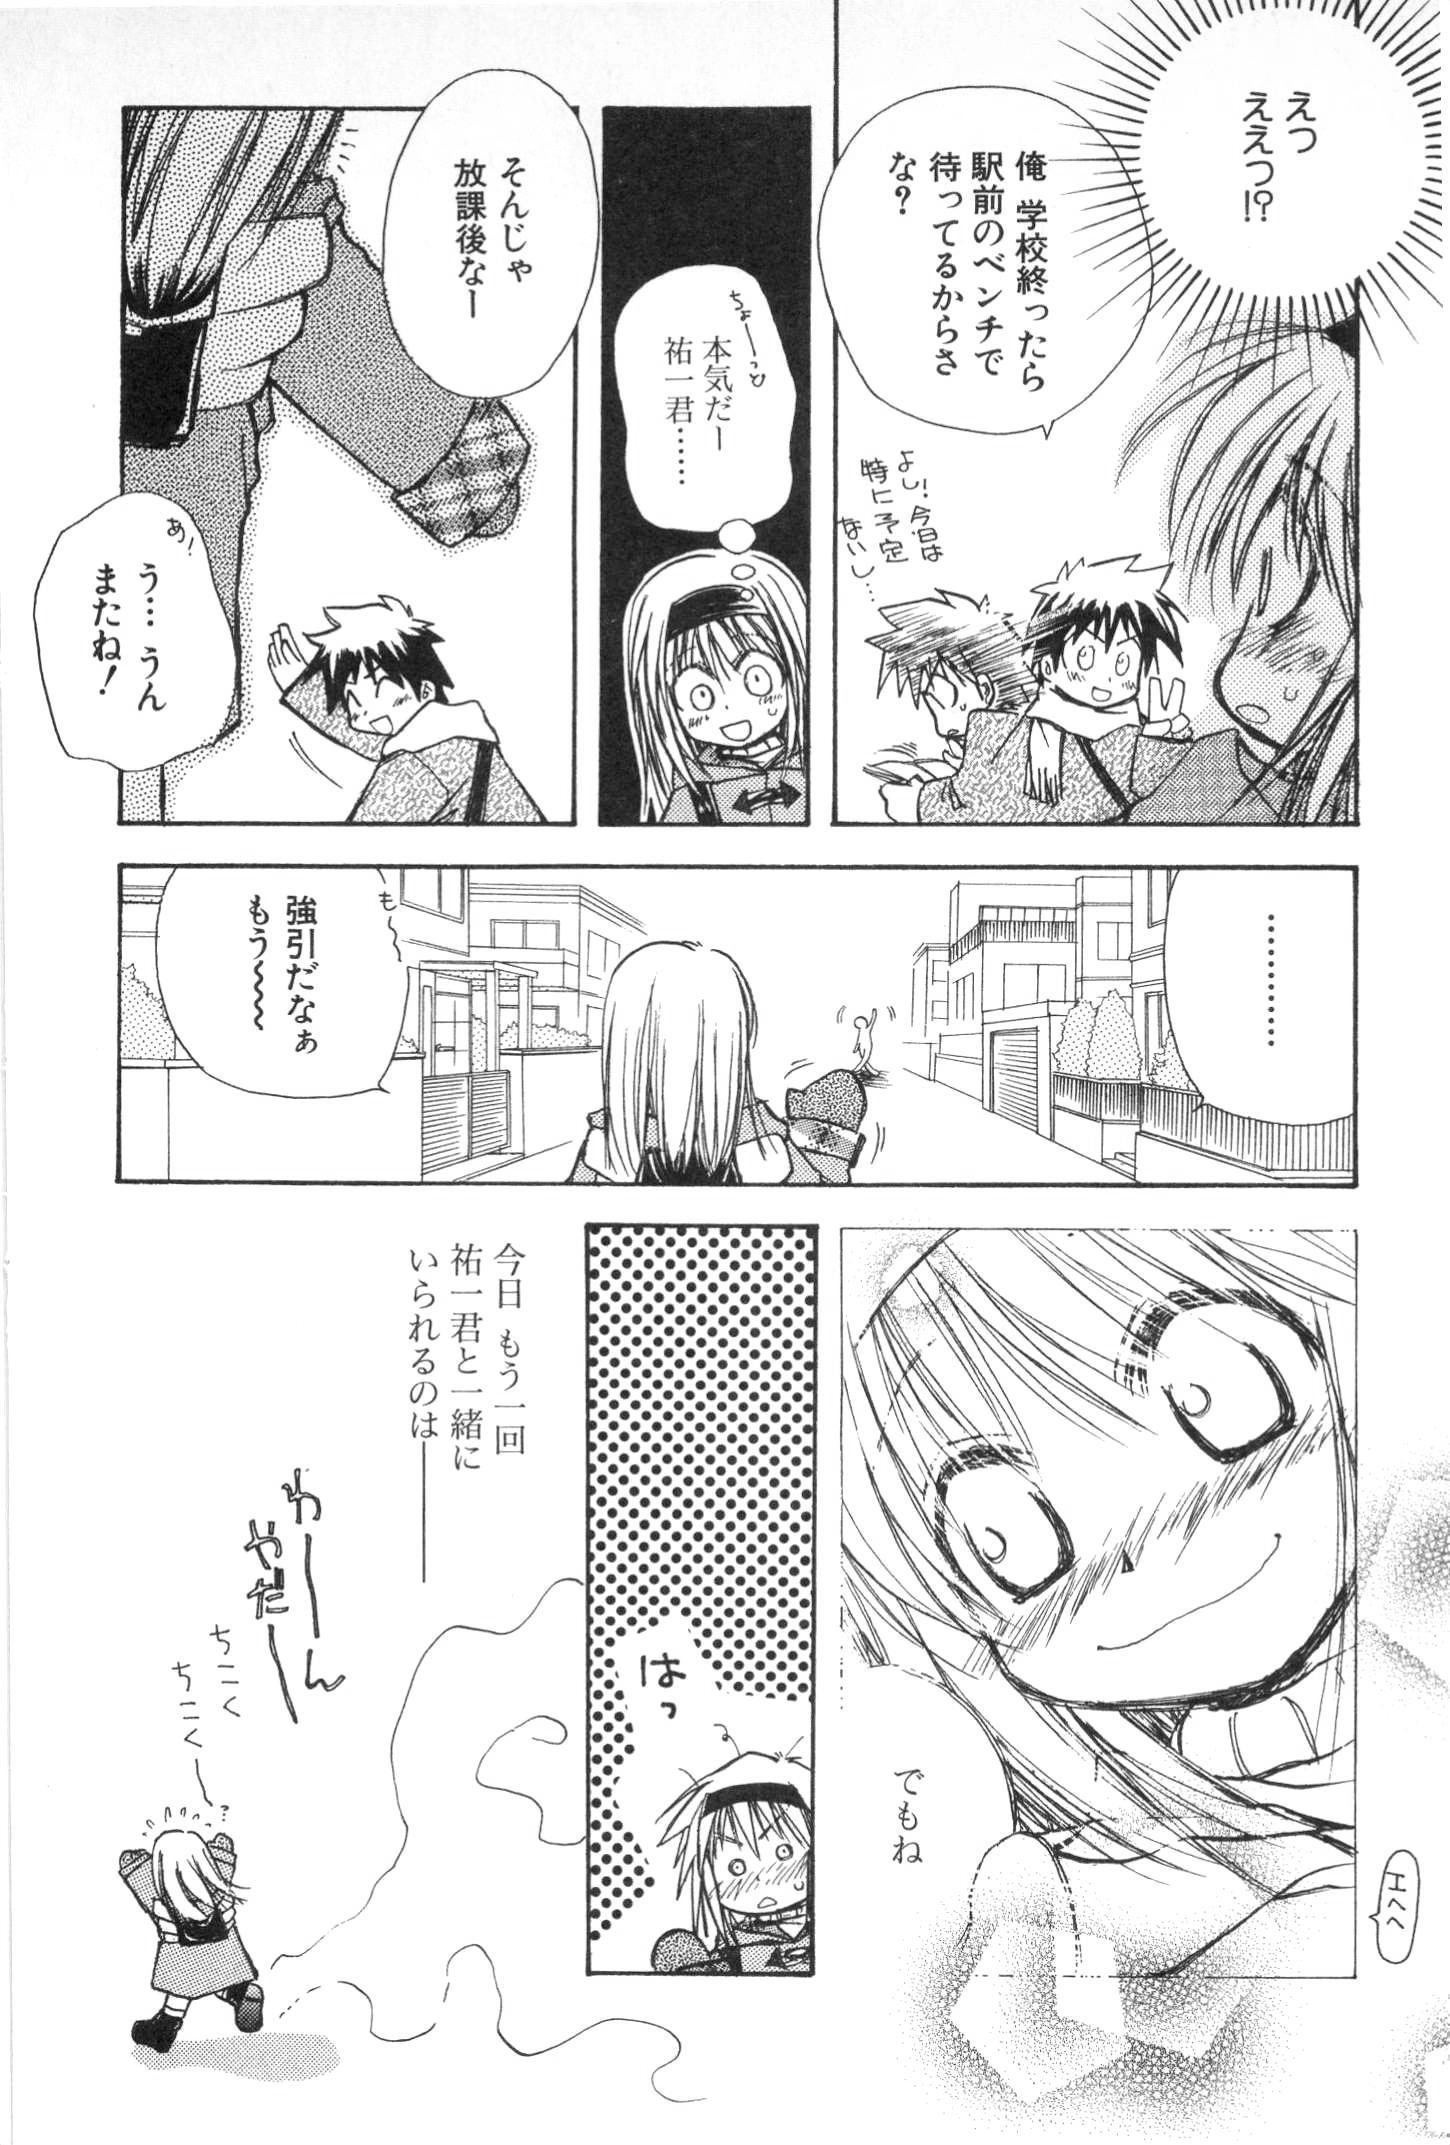 えっ
ええっ!?
俺 学校終ったら
駅前のベンチで
待ってるからさ
な?
よし!今日は
特に予定
ないし…
ちょーっと
本気だー
祐一君………
そんじゃ
放課後なー
あ!
う… うん
またね!
…………
も〜
強引だなぁ
もう〜〜〜
でもね
エへへ
はっ
今日 もう一回
祐一君と一緒に
いられるのは――
わーーん
やだーー
ちこく
ちこく〜
?